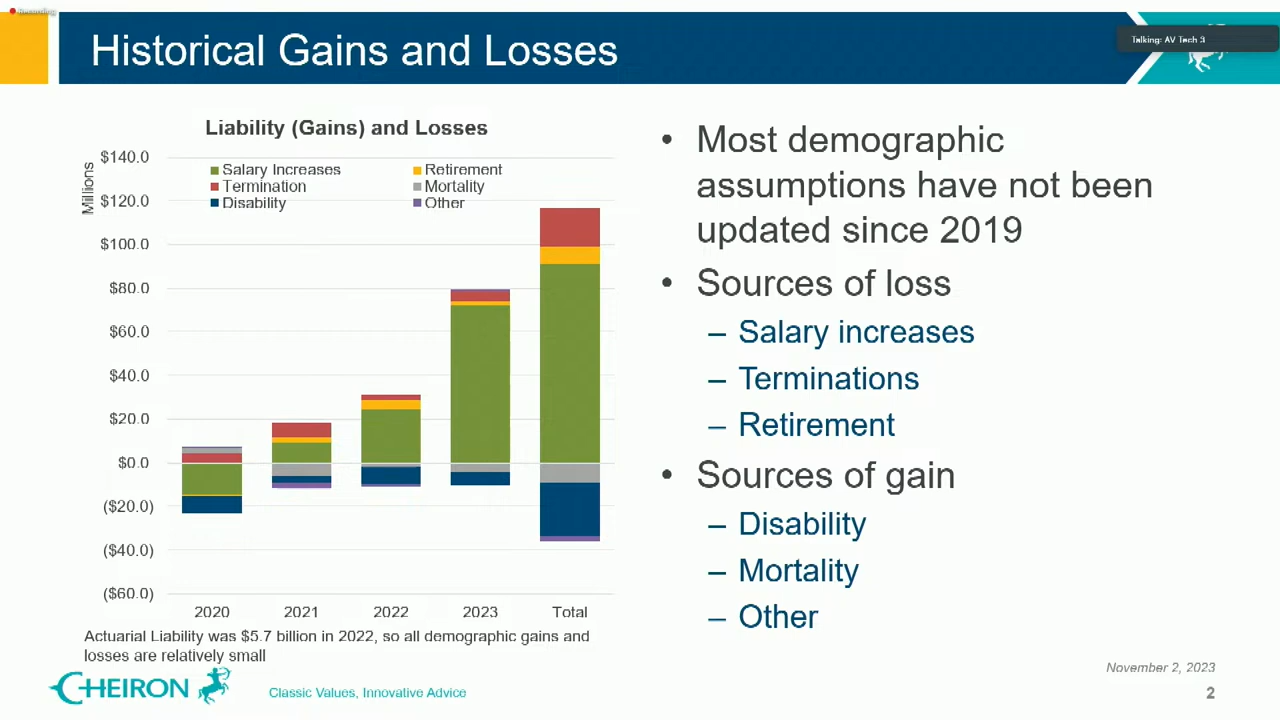 Recording
Talking: AV Tech 3
Historical Gains and Losses
Liability (Gains) and Losses
Millions
$140.0
$120.0
$100.0
$80.0
$60.0
$40.0
$20.0
$0.0
($20.0)
($40.0)
($60.0)
Salary Increases
Retirement
Termination
Mortality
Disability
Other
2020
2021
2022
2023
Total
Actuarial Liability was $5.7 billion in 2022, so all demographic gains and
losses are relatively small
• Most demographic
assumptions have not been
updated since 2019
• Sources of loss
– Salary increases
– Terminations
– Retirement
• Sources of gain
– Disability
– Mortality
– Other
November 2, 2023
CHEIRON
Classic Values, Innovative Advice
2